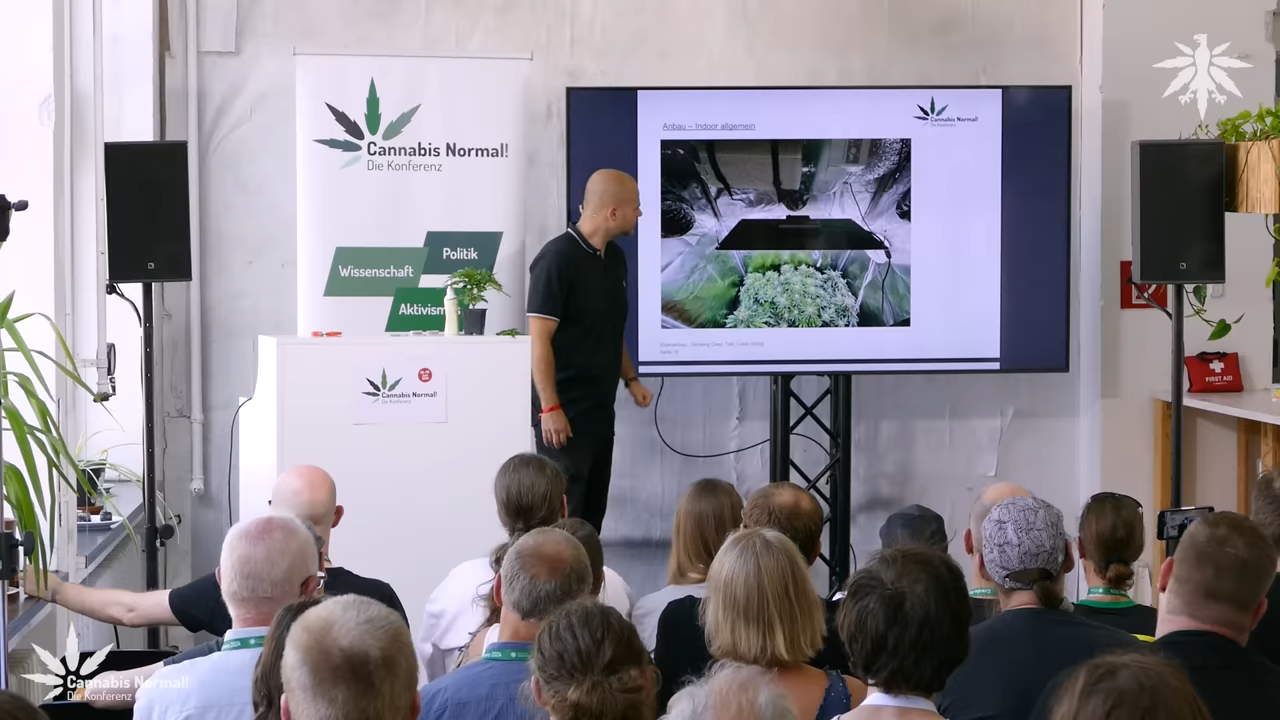 Cannabis Normal!
Die Konferenz
Politik
Wissenschaft
Aktivism
Cannabis Normal!
Die Konferenz
Anbau – Indoor allgemein
Cannabis Normal!
Die Konferenz
FIRST AID
Cannabis Normal!
Die Konferenz